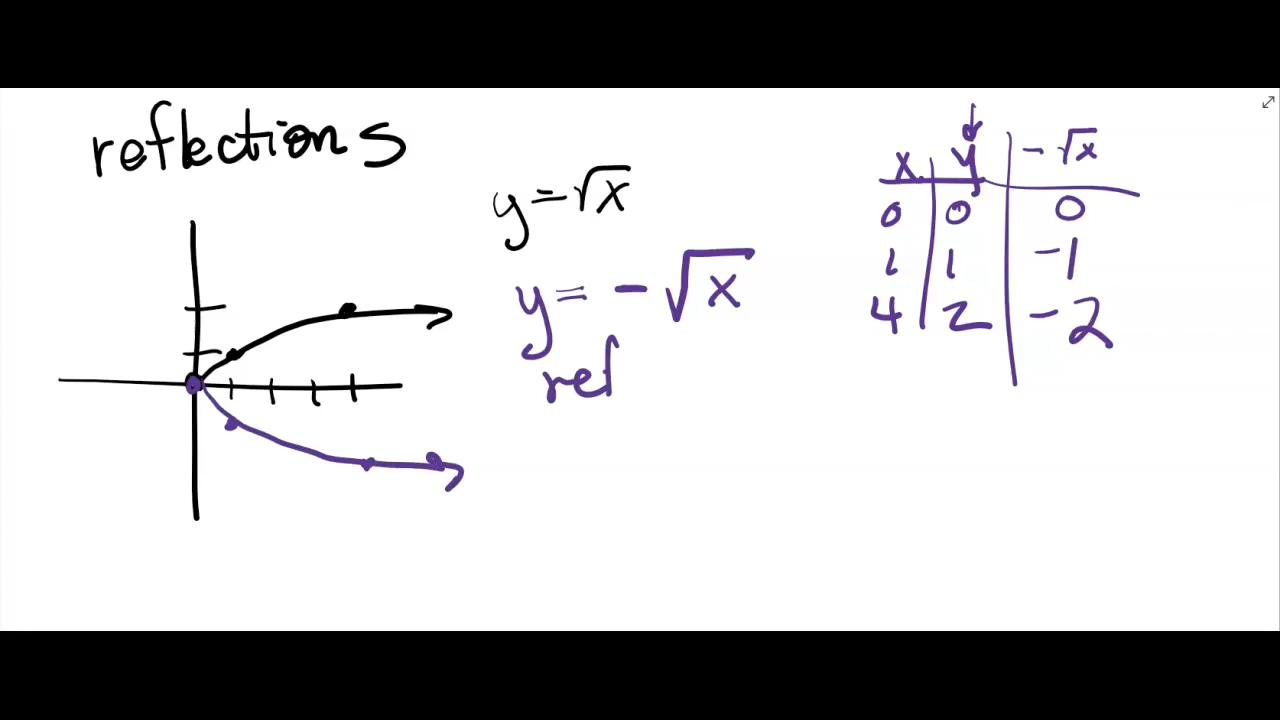 reflections
y = √x
y = - √x
ref
x y - √x
0 0 0
1 1 -1
4 2 -2